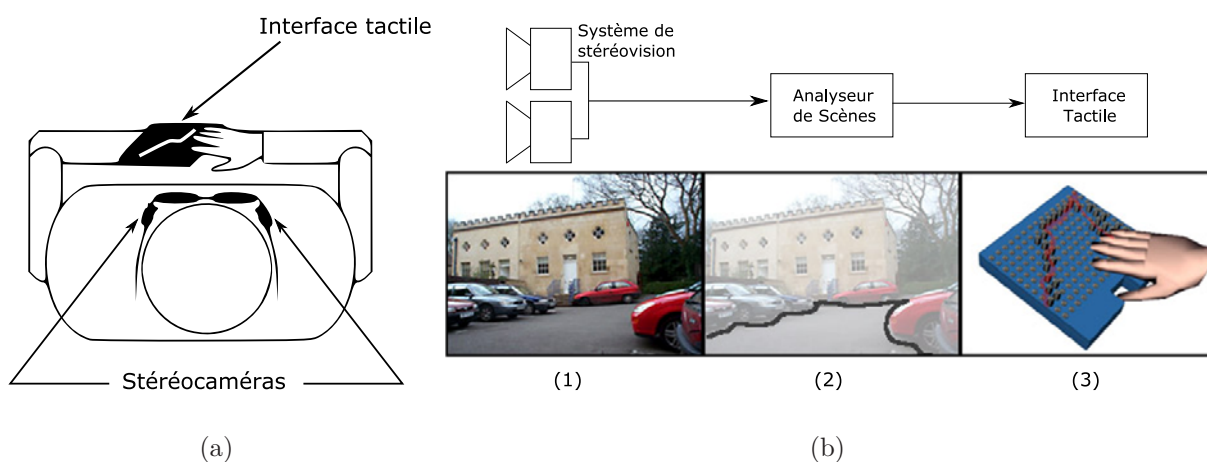 Interface tactile
Stéréocaméras
(a)
Système de
stéréovision
Analyseur
de Scènes
Interface
Tactile
(1)
(2)
(3)
(b)